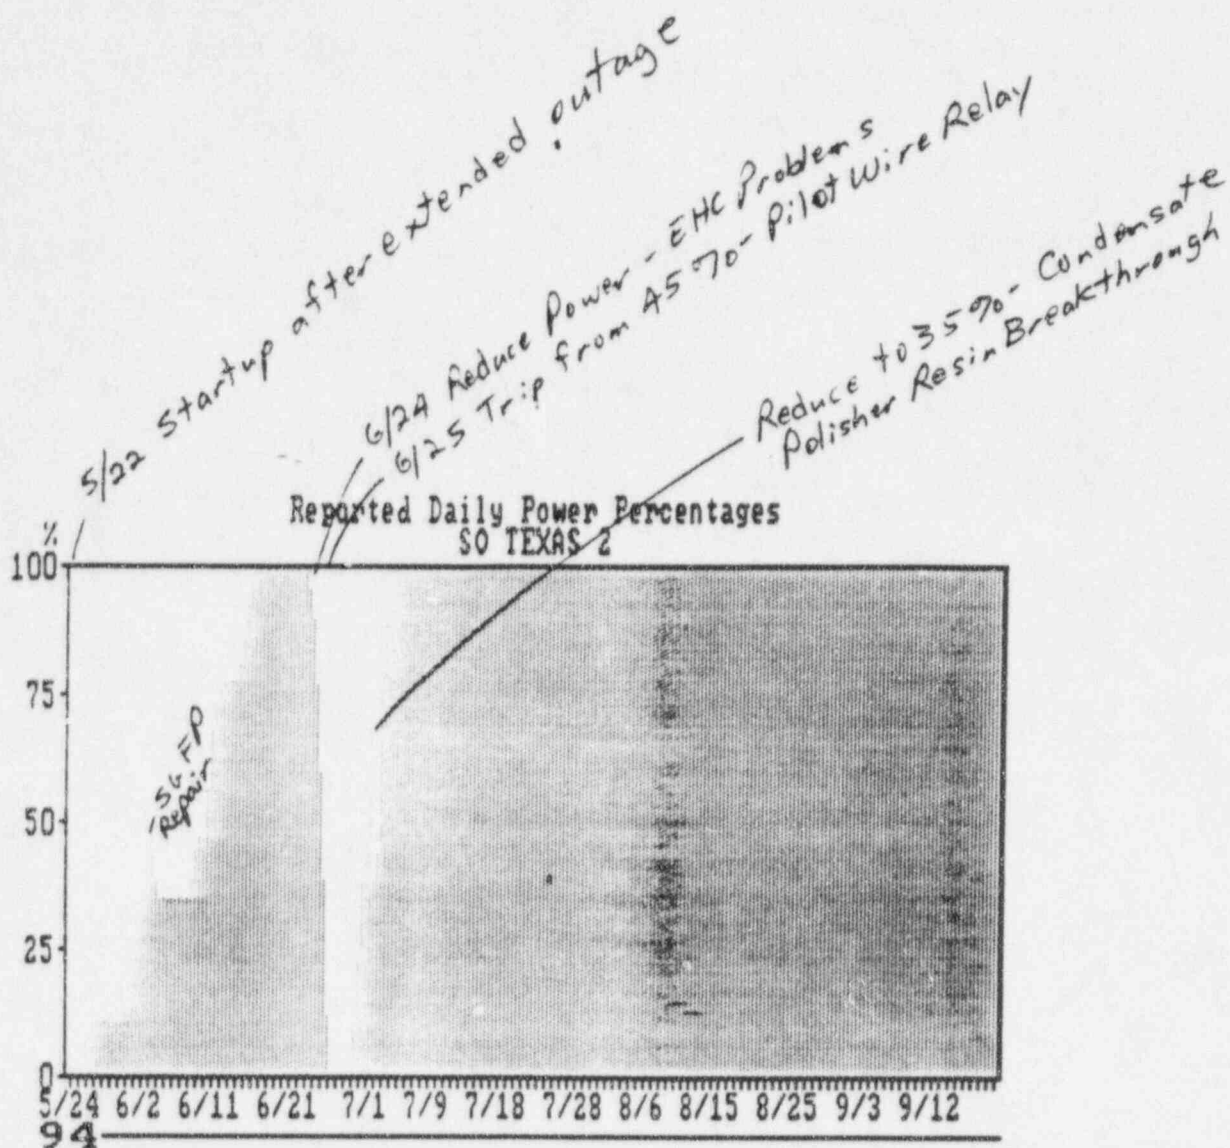 5/22 Startup after extended outage
6/24 Reduce Power - EHC Problems
6/25 Trip from 45% - Pilot Wire Relay
Reduce to 35% - Condensate
Polisher Resin Breakthrough
Reported Daily Power Percentages
SO TEXAS 2
%
100
75
SG FP
Repair
50
25
0
5/24 6/2 6/11 6/21 7/1 7/9 7/18 7/28 8/6 8/15 8/25 9/3 9/12
94